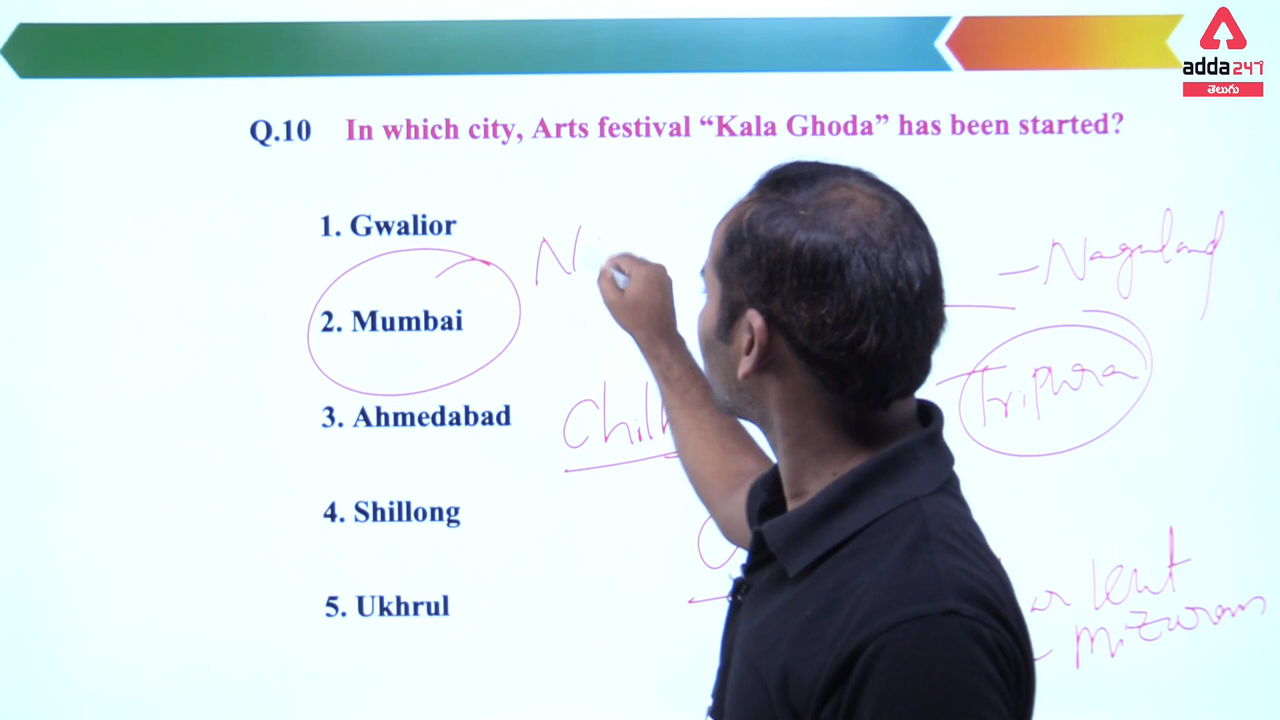 adda247
తెలుగు
Q.10 In which city, Arts festival “Kala Ghoda” has been started?
1. Gwalior
N
– Nagaland
2. Mumbai
Tripura
3. Ahmedabad
Chil
4. Shillong
5. Ukhrul
Mizoram